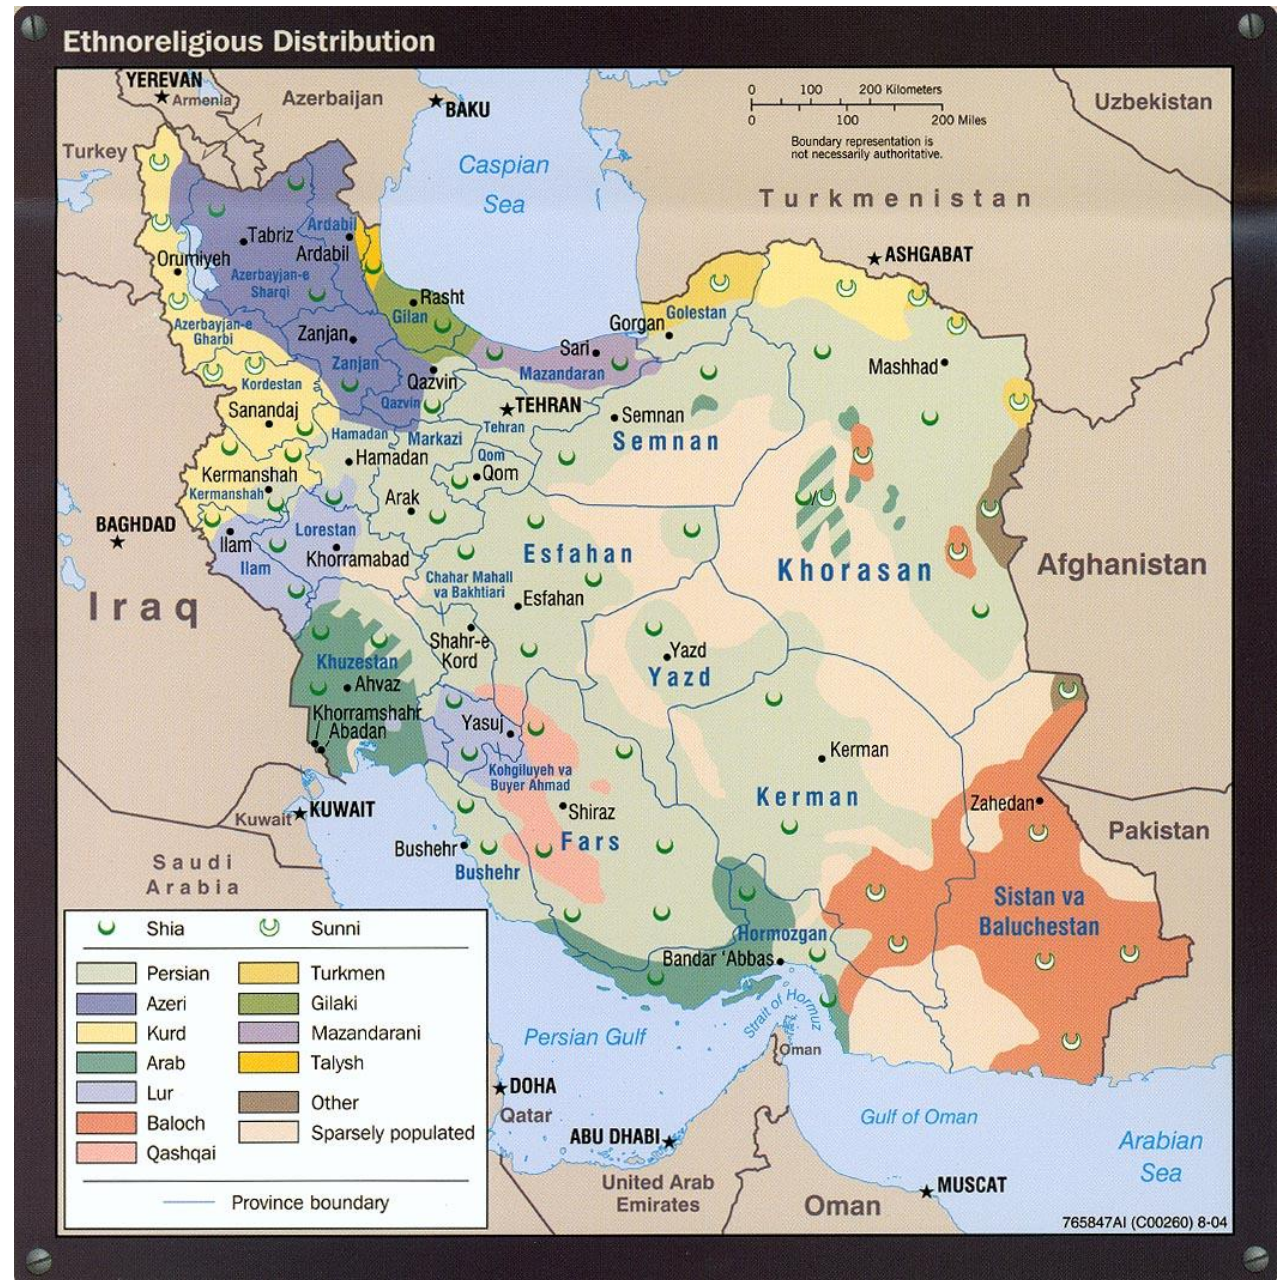 Ethnoreligious Distribution
YEREVAN
Armenia
Azerbaijan
BAKU
Turkey
Caspian
Sea
0 100 200 Kilometers
0 100 200 Miles
Boundary representation is
not necessarily authoritative.
Uzbekistan
Turkmenistan
ASHGABAT
Tabriz
Ardabil
Ardabil
Orumiyeh
Azerbayjan-e
Sharqi
Rasht
Gilan
Azerbayjan-e
Gharbi
Zanjan
Zanjan
Golestan
Gorgan
Sari
Mazandaran
Mashhad
Kordestan
Qazvin
Qazvin
Sanandaj
TEHRAN
Tehran
Semnan
Semnan
Hamadan
Markazi
Hamadan
Qom
Qom
Kermanshah
Kermanshah
Arak
BAGHDAD
Ilam
Ilam
Lorestan
Khorramabad
Esfahan
Khorasan
Afghanistan
Iraq
Chahar Mahall
va Bakhtiari
Esfahan
Shahr-e
Kord
Khuzestan
Ahvaz
Yazd
Yazd
Khorramshahr
Abadan
Yasuj
Kohgiluyeh va
Buyer Ahmad
Kerman
Kerman
Zahedan
Pakistan
KUWAIT
Kuwait
Shiraz
Fars
Bushehr
Bushehr
Saudi
Arabia
Sistan va
Baluchestan
Hormozgan
Bandar ‘Abbas
Strait of Hormuz
Persian Gulf
Oman
DOHA
Qatar
ABU DHABI
United Arab
Emirates
Gulf of Oman
Arabian
Sea
MUSCAT
Oman
Shia
Sunni
Persian
Turkmen
Azeri
Gilaki
Kurd
Mazandarani
Arab
Talysh
Lur
Other
Baloch
Sparsely populated
Qashqai
Province boundary
765847AI (C00260) 8-04